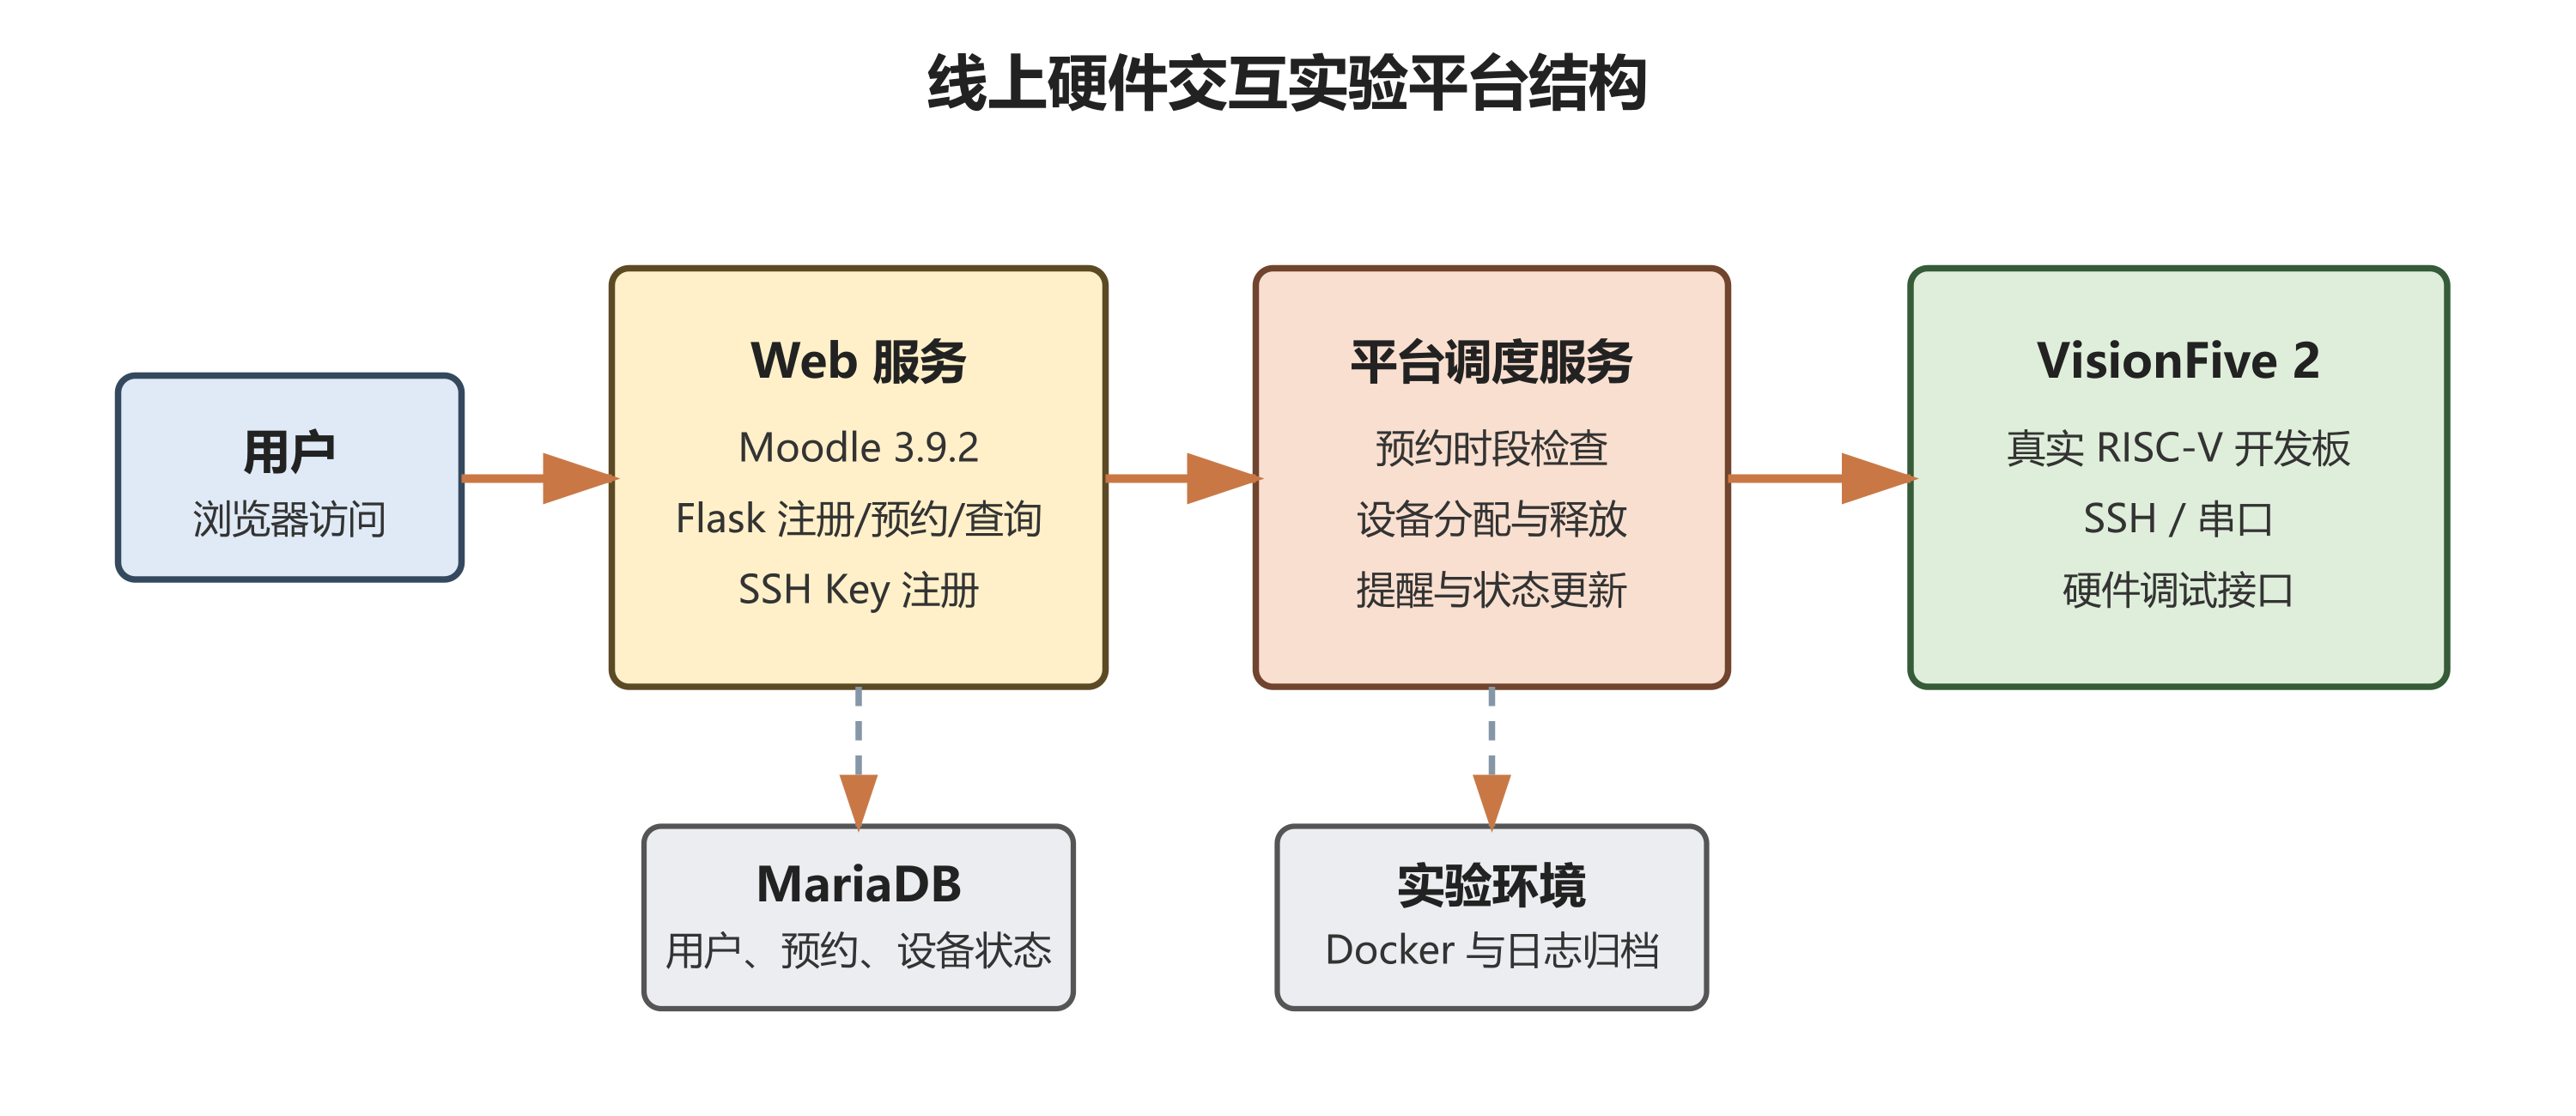 线上硬件交互实验平台结构
用户
浏览器访问
Web 服务
Moodle 3.9.2
Flask 注册/预约/查询
SSH Key 注册
平台调度服务
预约时段检查
设备分配与释放
提醒与状态更新
VisionFive 2
真实 RISC-V 开发板
SSH / 串口
硬件调试接口
MariaDB
用户、预约、设备状态
实验环境
Docker 与日志归档